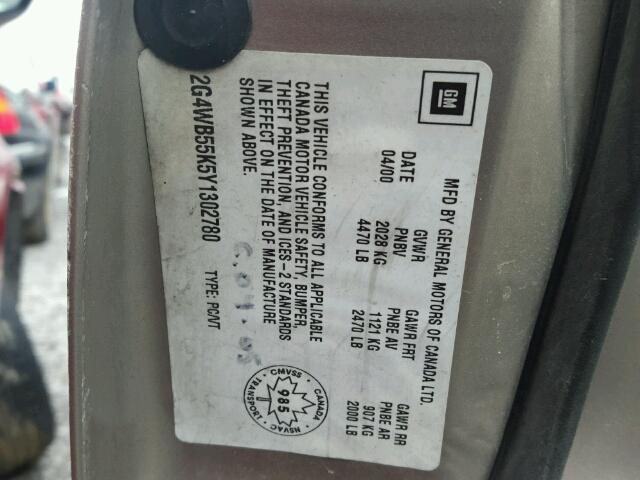 GM
MFD BY GENERAL MOTORS OF CANADA LTD.
DATE GVWR GAWR FRT GAWR RR
04/00 PNBV PNBE AV PNBE AR
2028 KG 1121 KG 907 KG
4470 LB 2470 LB 2000 LB
THIS VEHICLE CONFORMS TO ALL APPLICABLE
CANADA MOTOR VEHICLE SAFETY, BUMPER,
THEFT PREVENTION, AND ICES-2 STANDARDS
IN EFFECT ON THE DATE OF MANUFACTURE
SHOWN ABOVE.
CMVSS
CANADA
TRANSPORT
NSVAC
985
2G4WB55K5Y1302780 TYPE: PC/VT